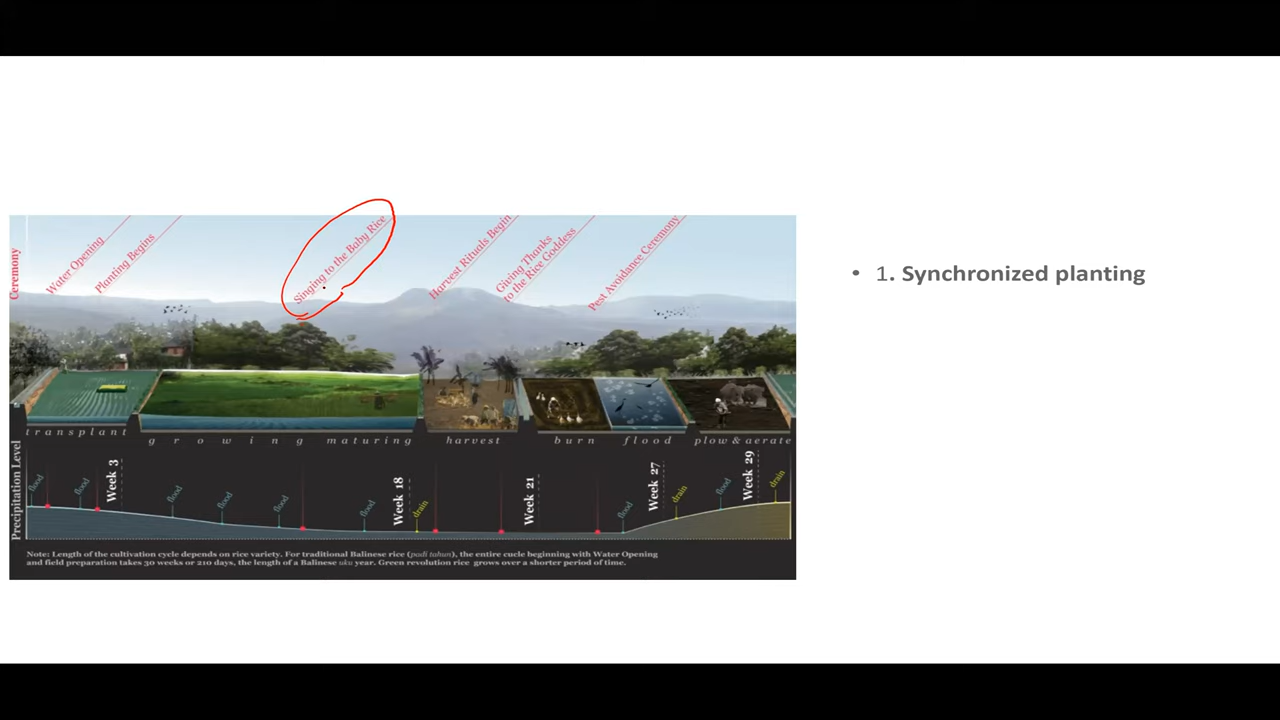 Ceremony
Water Opening
Planting Begins
Singing to the Baby Rice
Harvest Rituals Begin
Giving Thanks
to the Rice Goddess
Pest Avoidance Ceremony
• 1. Synchronized planting
transplant
growing maturing
harvest
burn
flood
plow & aerate
Precipitation Level
flood
flood
Week 3
flood
flood
flood
flood
Week 18
drain
Week 21
flood
Week 27
drain
flood
Week 29
drain
Note: Length of the cultivation cycle depends on rice variety. For traditional Balinese rice (padi tahun), the entire cucle beginning with Water Opening
and field preparation takes 30 weeks or 210 days, the length of a Balinese uku year. Green revolution rice grows over a shorter period of time.